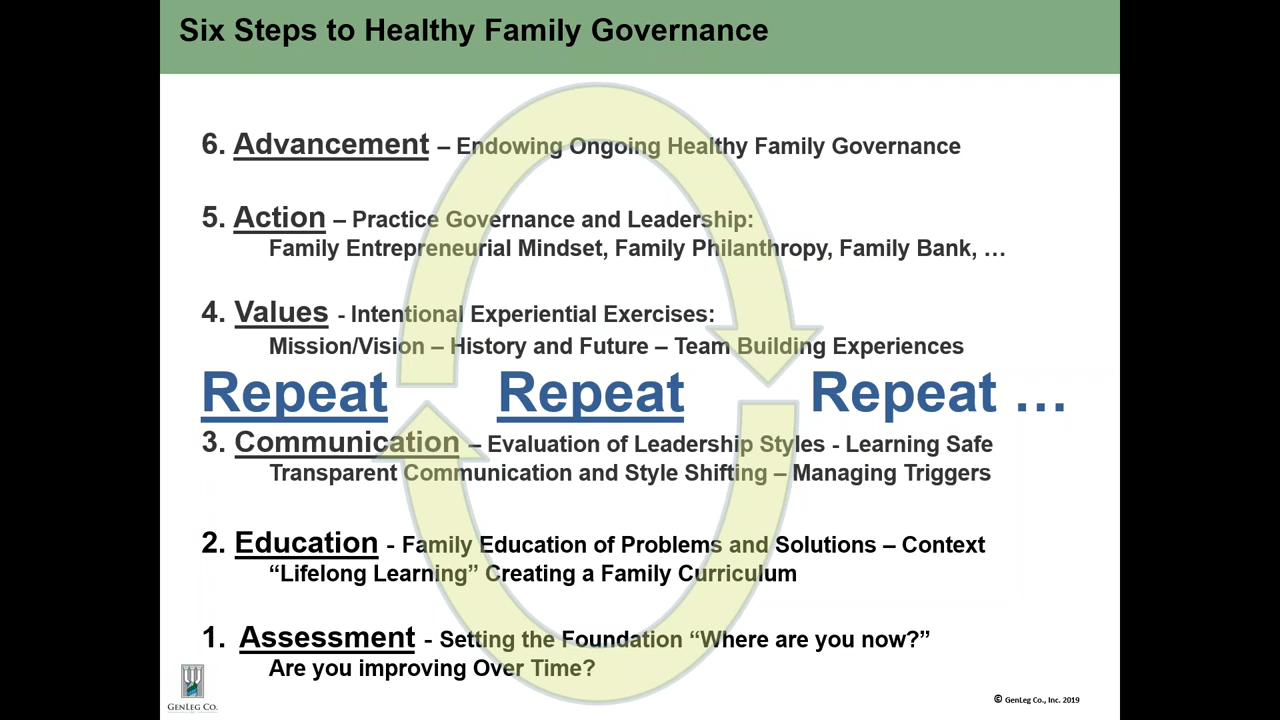 Six Steps to Healthy Family Governance
6. Advancement – Endowing Ongoing Healthy Family Governance
5. Action – Practice Governance and Leadership:
Family Entrepreneurial Mindset, Family Philanthropy, Family Bank, …
4. Values - Intentional Experiential Exercises:
Mission/Vision – History and Future – Team Building Experiences
Repeat Repeat Repeat …
3. Communication – Evaluation of Leadership Styles - Learning Safe
Transparent Communication and Style Shifting – Managing Triggers
2. Education - Family Education of Problems and Solutions – Context
“Lifelong Learning” Creating a Family Curriculum
1. Assessment - Setting the Foundation “Where are you now?”
Are you improving Over Time?
GENLEG CO.
© GenLeg Co., Inc. 2019